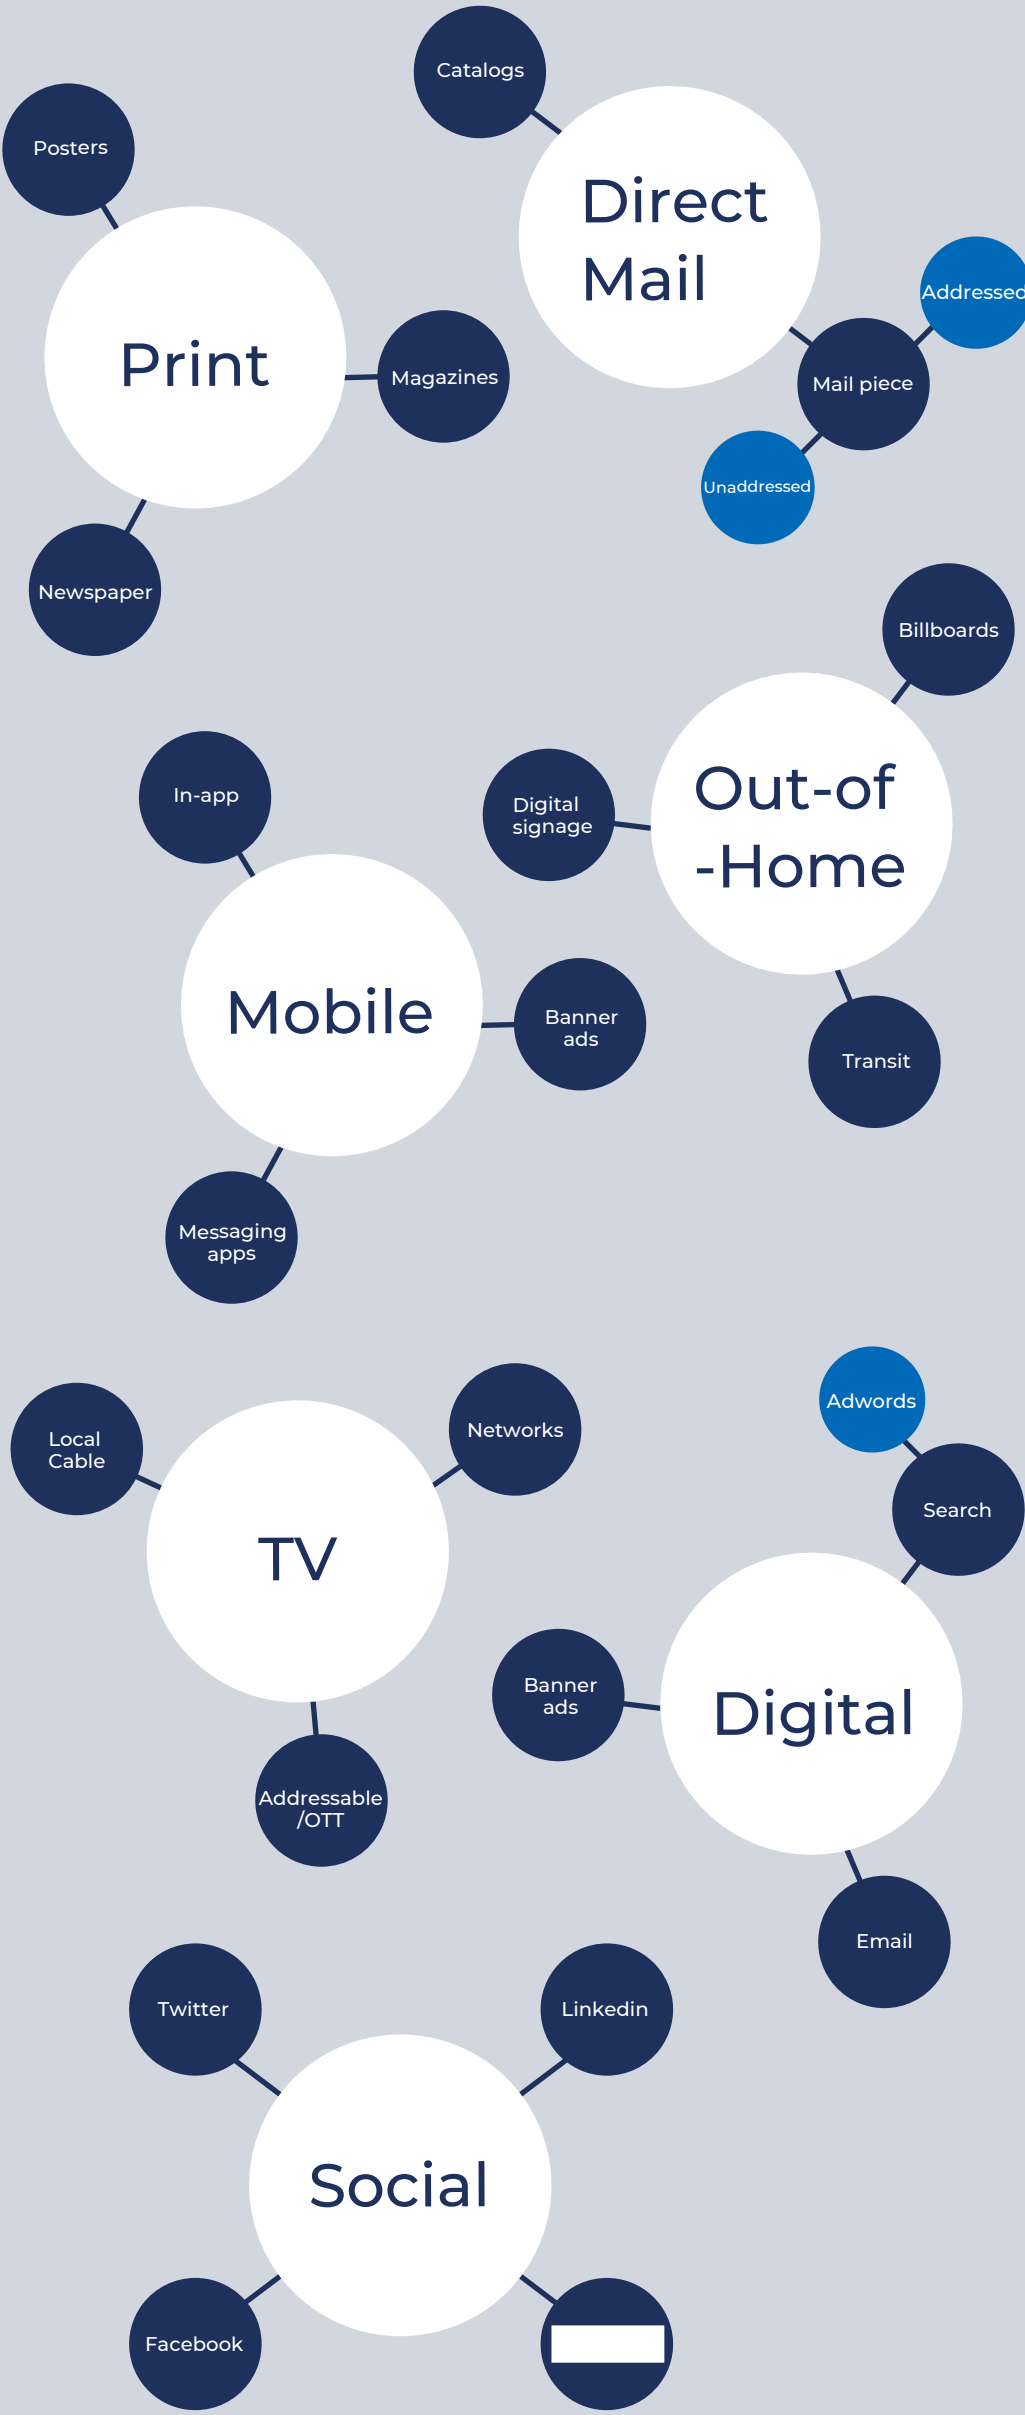 Catalogs
Posters
Direct
Mail
Addressed
Print
Magazines
Mail piece
Unaddressed
Newspaper
Billboards
In-app
Digital
signage
Out-of
-Home
Mobile
Banner
ads
Transit
Messaging
apps
Adwords
Local
Cable
Networks
Search
TV
Banner
ads
Digital
Addressable
/OTT
Email
Twitter
Linkedin
Social
Facebook